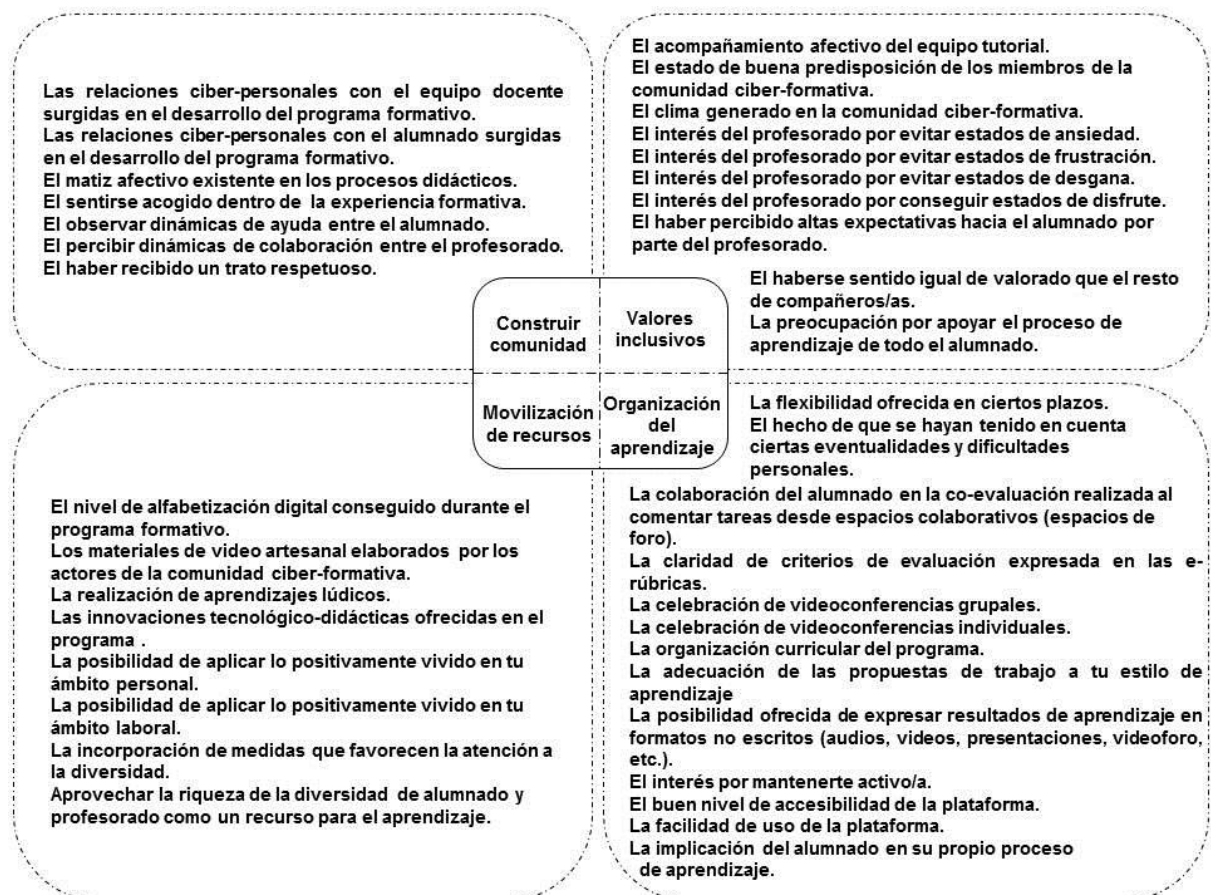 Las relaciones ciber-personales con el equipo docente
surgidas en el desarrollo del programa formativo.
Las relaciones ciber-personales con el alumnado surgidas
en el desarrollo del programa formativo.
El matiz afectivo existente en los procesos didácticos.
El sentirse acogido dentro de la experiencia formativa.
El observar dinámicas de ayuda entre el alumnado.
El percibir dinámicas de colaboración entre el profesorado.
El haber recibido un trato respetuoso.
El acompañamiento afectivo del equipo tutorial.
El estado de buena predisposición de los miembros de la
comunidad ciber-formativa.
El clima generado en la comunidad ciber-formativa.
El interés del profesorado por evitar estados de ansiedad.
El interés del profesorado por evitar estados de frustración.
El interés del profesorado por evitar estados de desgana.
El interés del profesorado por conseguir estados de disfrute.
El haber percibido altas expectativas hacia el alumnado por
parte del profesorado.
El haberse sentido igual de valorado que el resto
de compañeros/as.
La preocupación por apoyar el proceso de
aprendizaje de todo el alumnado.
Construir
comunidad
Valores
inclusivos
Movilización
de recursos
Organización
del
aprendizaje
El nivel de alfabetización digital conseguido durante el
programa formativo.
Los materiales de video artesanal elaborados por los
actores de la comunidad ciber-formativa.
La realización de aprendizajes lúdicos.
Las innovaciones tecnológico-didácticas ofrecidas en el
programa .
La posibilidad de aplicar lo positivamente vivido en tu
ámbito personal.
La posibilidad de aplicar lo positivamente vivido en tu
ámbito laboral.
La incorporación de medidas que favorecen la atención a
la diversidad.
Aprovechar la riqueza de la diversidad de alumnado y
profesorado como un recurso para el aprendizaje.
La flexibilidad ofrecida en ciertos plazos.
El hecho de que se hayan tenido en cuenta
ciertas eventualidades y dificultades
personales.
La colaboración del alumnado en la co-evaluación realizada al
comentar tareas desde espacios colaborativos (espacios de
foro).
La claridad de criterios de evaluación expresada en las e-
rúbricas.
La celebración de videoconferencias grupales.
La celebración de videoconferencias individuales.
La organización curricular del programa.
La adecuación de las propuestas de trabajo a tu estilo de
aprendizaje
La posibilidad ofrecida de expresar resultados de aprendizaje en
formatos no escritos (audios, videos, presentaciones, videoforo,
etc.).
El interés por mantenerte activo/a.
El buen nivel de accesibilidad de la plataforma.
La facilidad de uso de la plataforma.
La implicación del alumnado en su propio proceso
de aprendizaje.